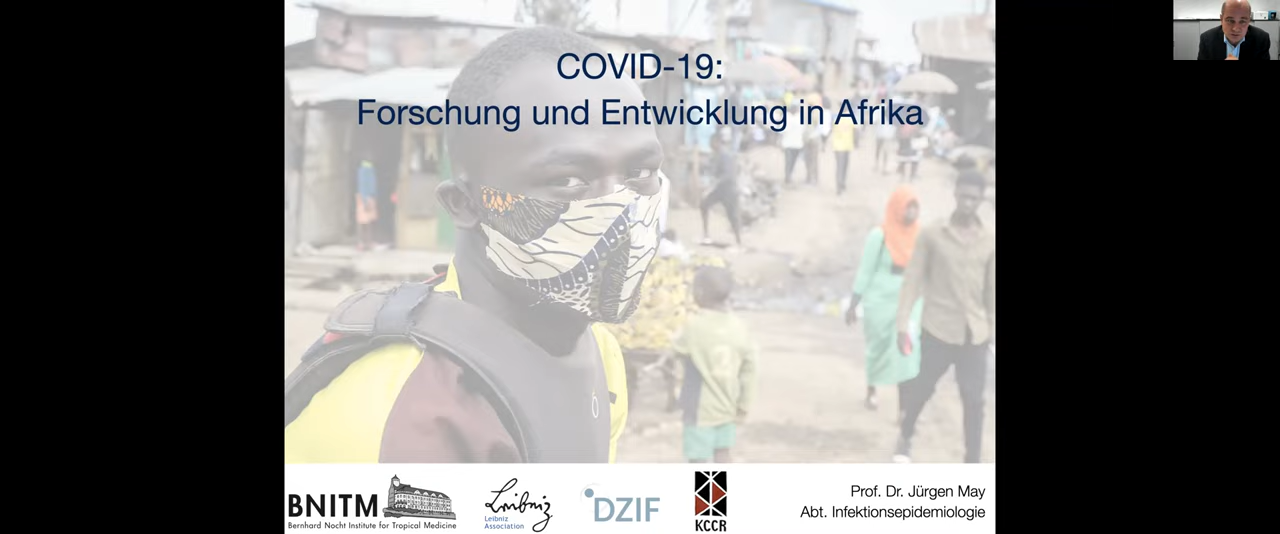 COVID-19:
Forschung und Entwicklung in Afrika
BNITM
Bernhard Nocht Institute for Tropical Medicine
Leibniz
Leibniz
Association
DZIF
KCCR
Prof. Dr. Jürgen May
Abt. Infektionsepidemiologie